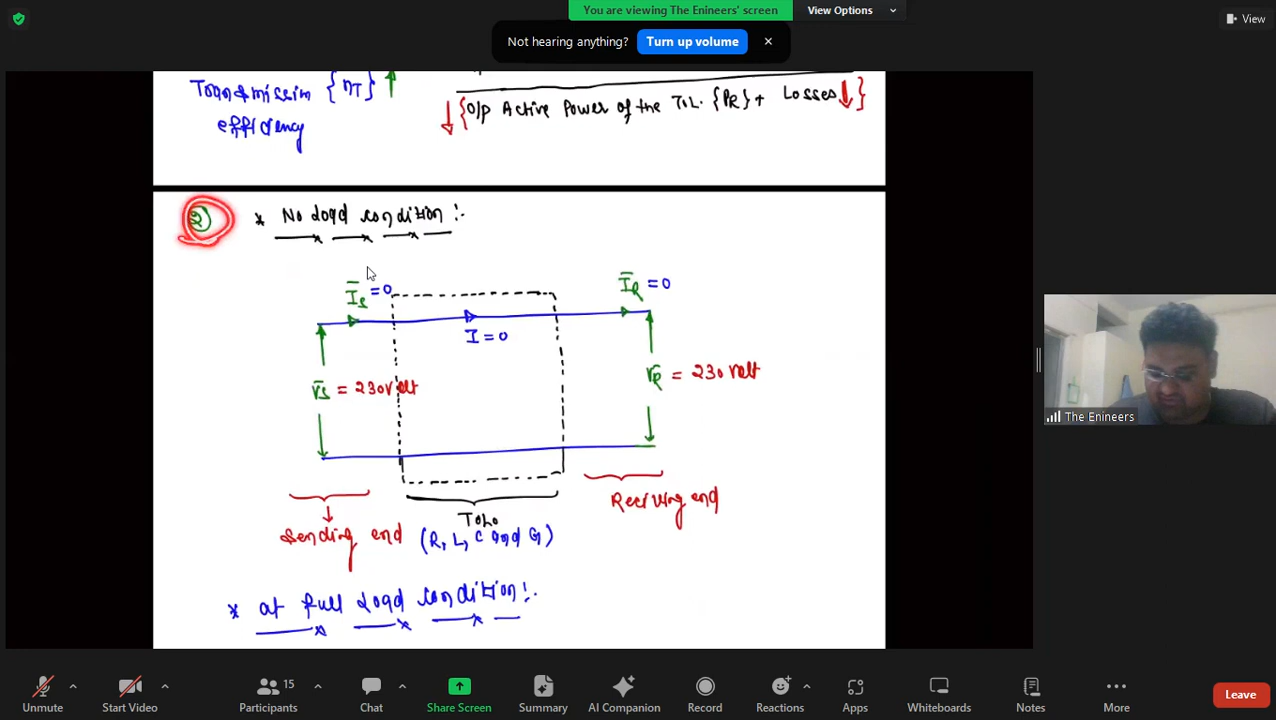 You are viewing The Enineers' screen
View Options
View
Not hearing anything?
Turn up volume
Transmission {ηT} ↑
efficiency
↓ {O/p Active Power of the T.L. {PR} + Losses ↓}
2
* No Load condition :-
Is = 0
IR = 0
I = 0
Vs = 230 volt
VR = 230 volt
Sending end
T.L.
(R, L, C and G)
Reciving end
* at full Load condition :-
The Enineers
Unmute
Start Video
15
Participants
Chat
Share Screen
Summary
AI Companion
Record
Reactions
Apps
Whiteboards
Notes
More
Leave